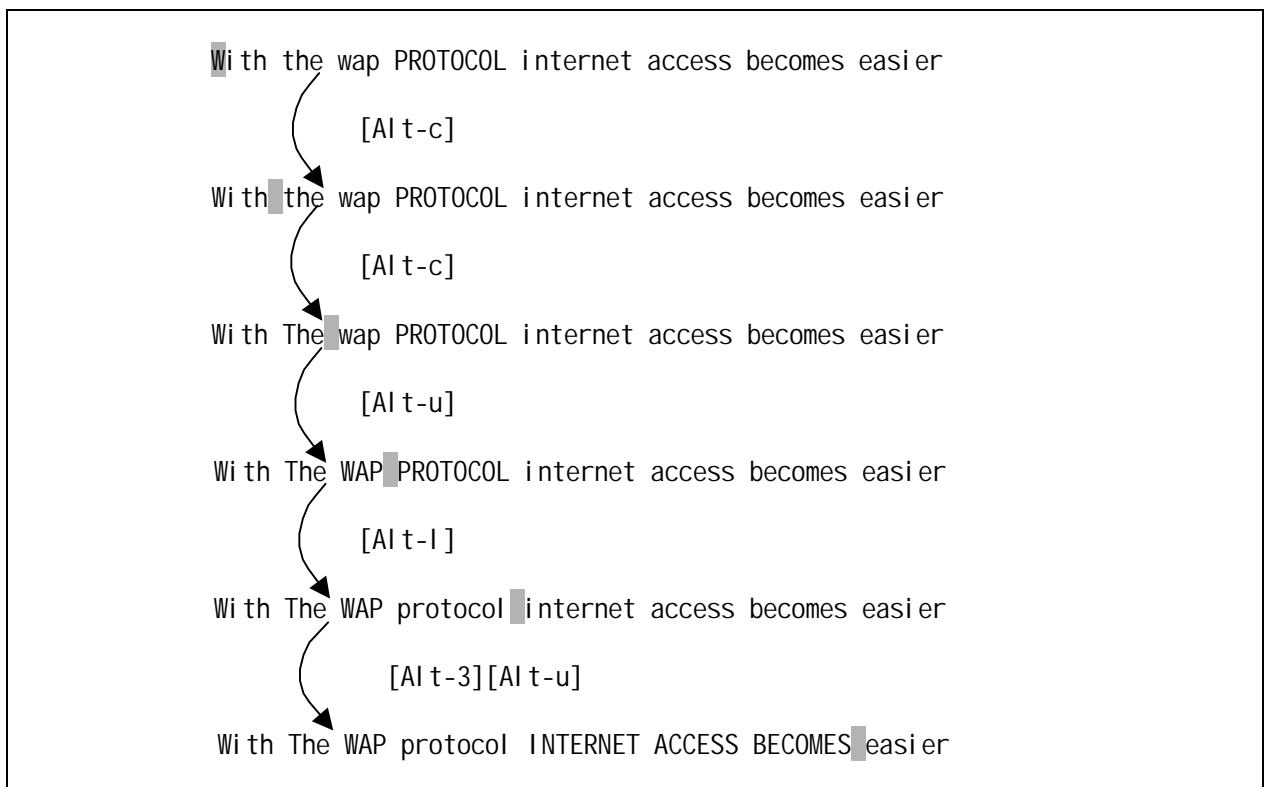 With the wap PROTOCOL internet access becomes easier
[Alt-c]
With the wap PROTOCOL internet access becomes easier
[Alt-c]
With The wap PROTOCOL internet access becomes easier
[Alt-u]
With The WAP PROTOCOL internet access becomes easier
[Alt-l]
With The WAP protocol internet access becomes easier
[Alt-3][Alt-u]
With The WAP protocol INTERNET ACCESS BECOMES easier